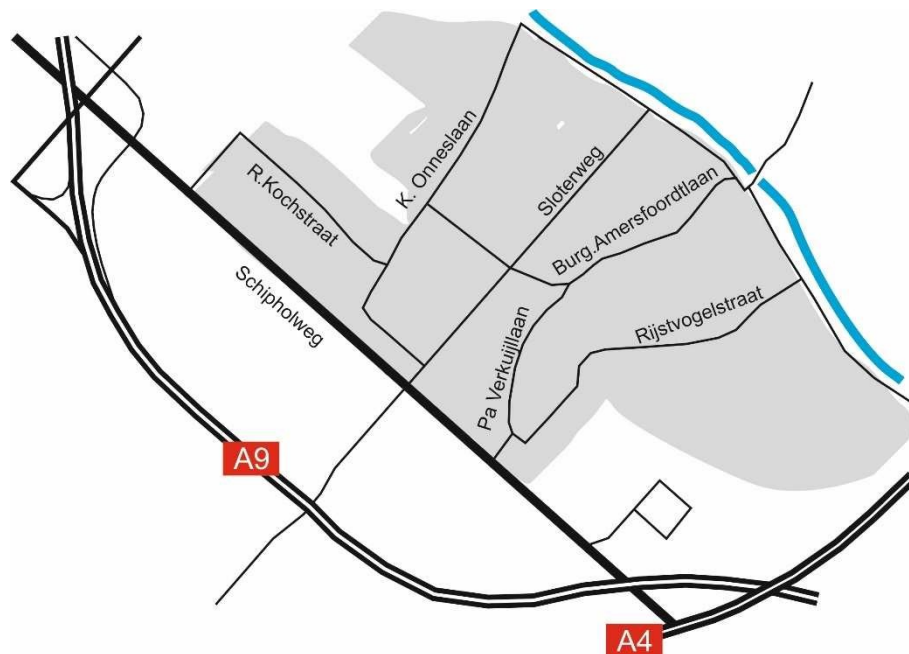 K. Onneslaan
Sloterweg
R.Kochstraat
Burg.Amersfoordtlaan
Schipholweg
Rijstvogelstraat
Pa Verkuijllaan
A9
A4